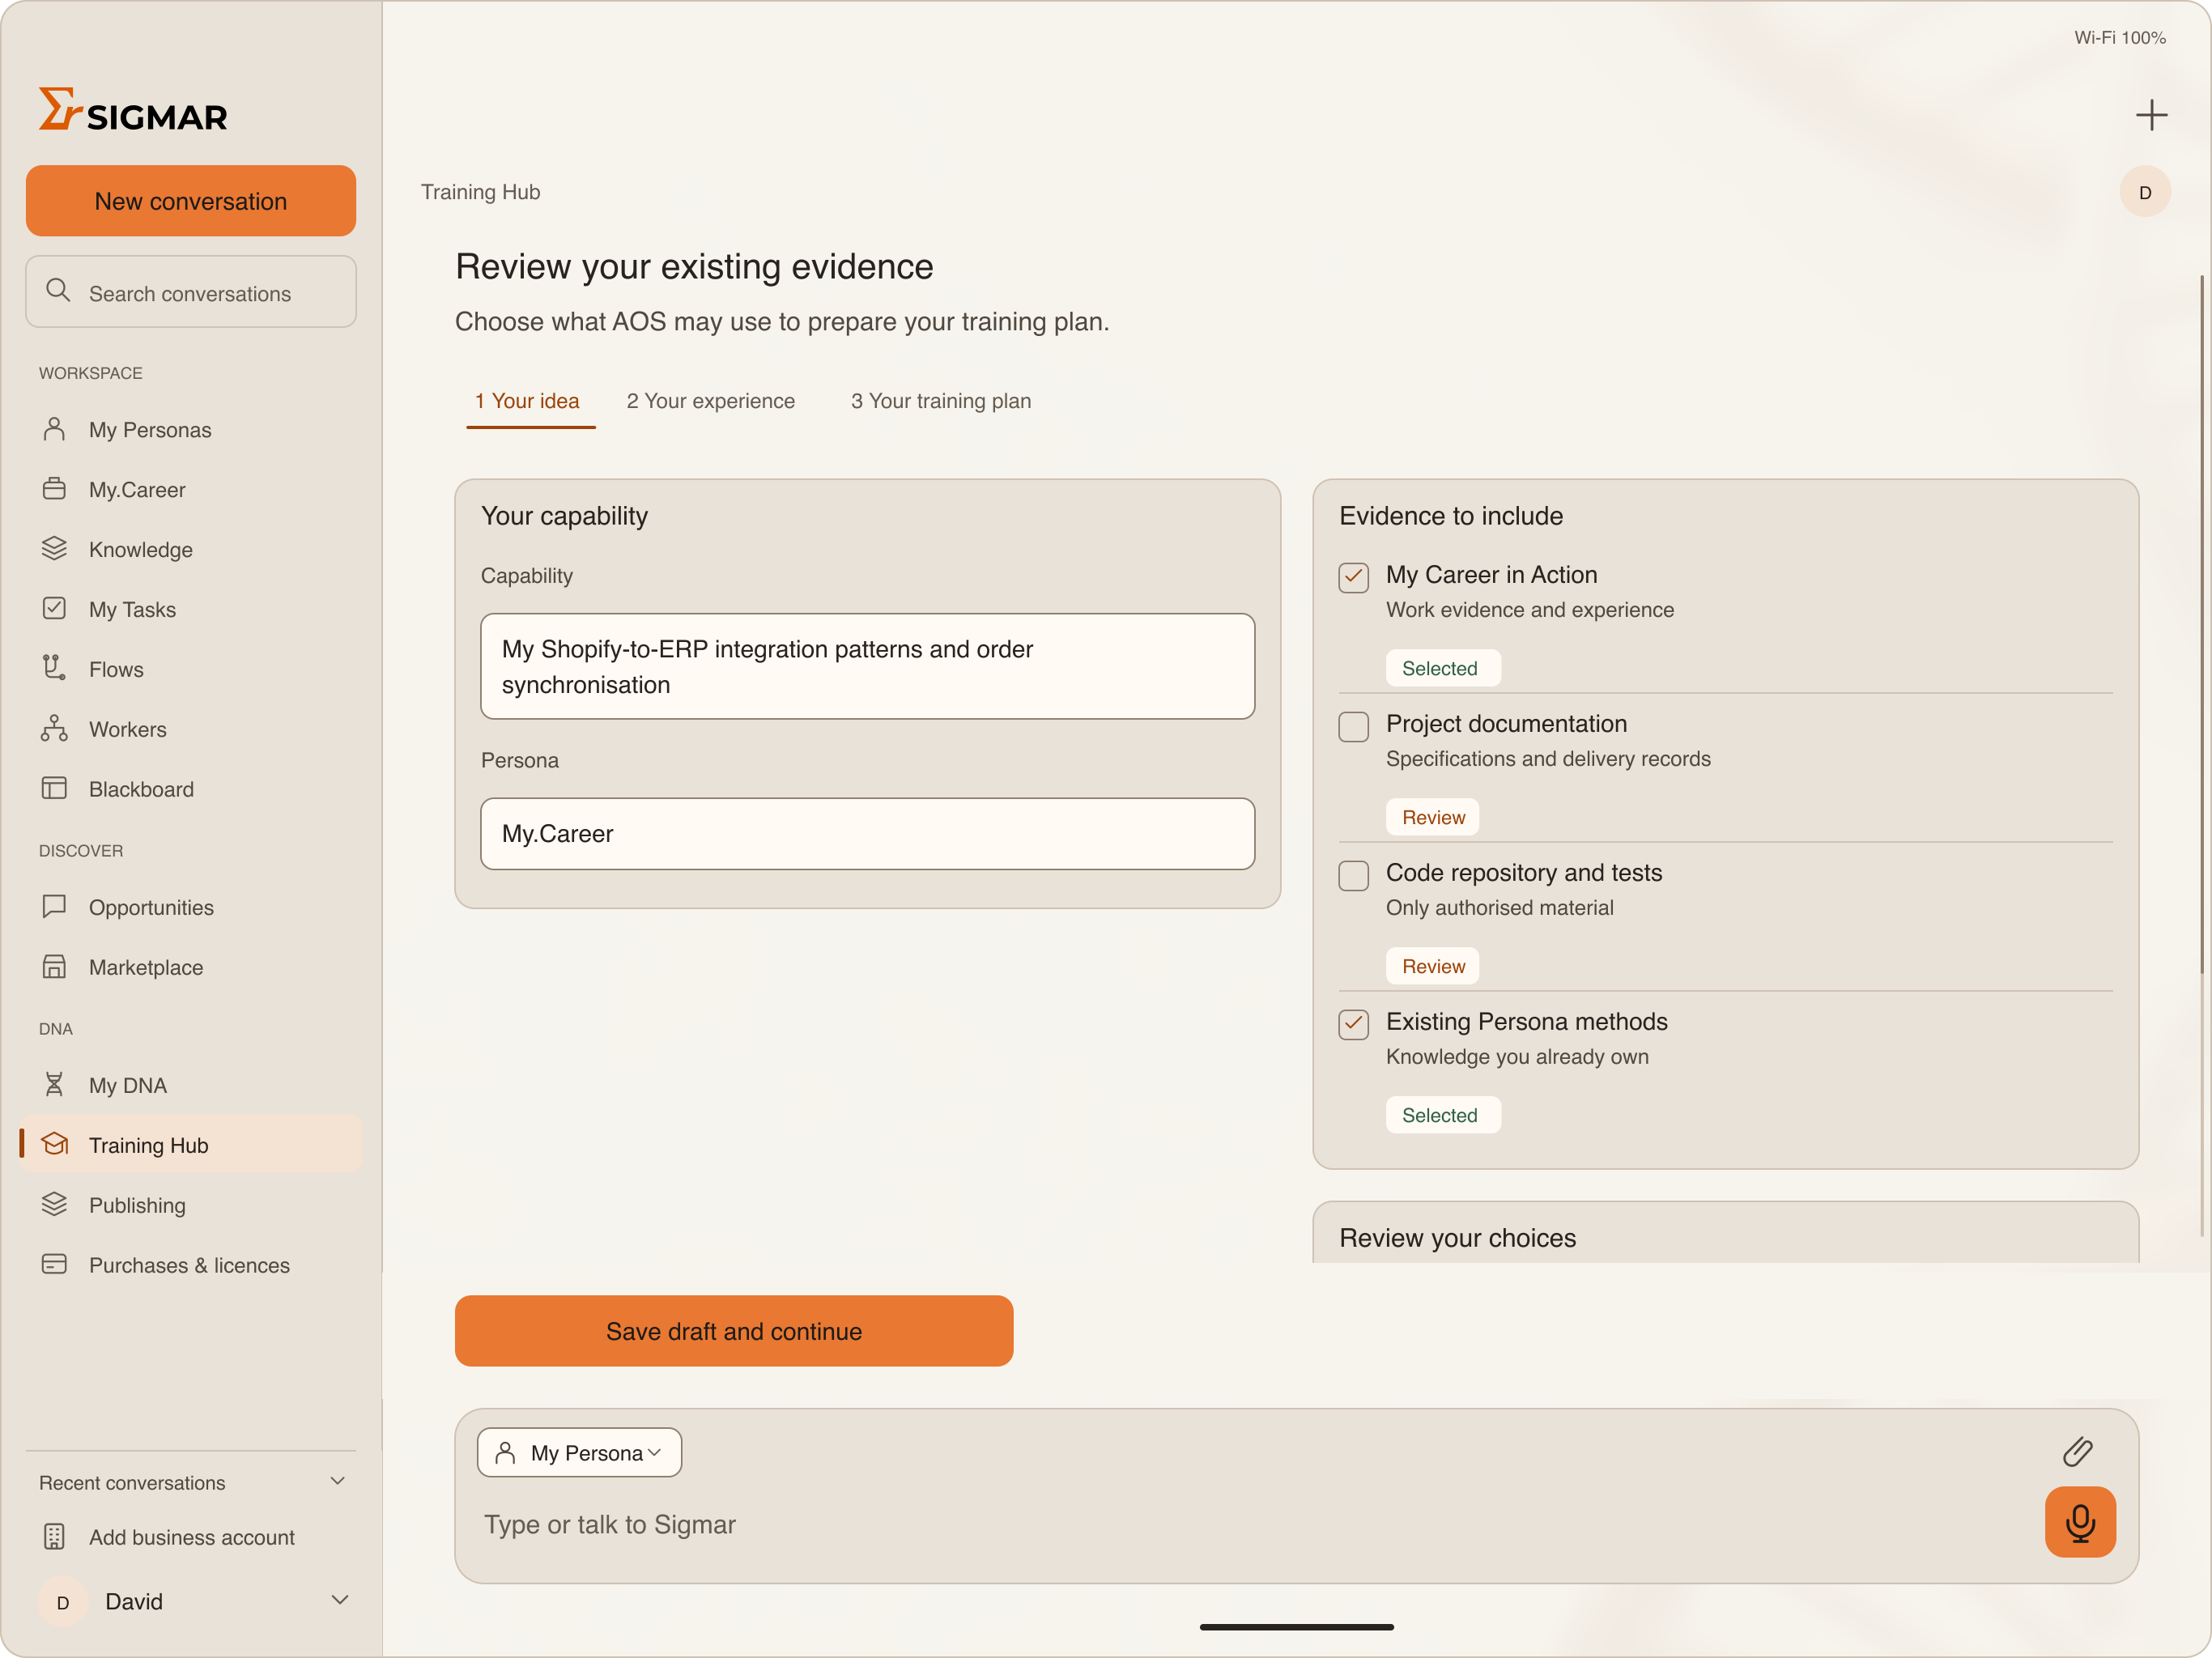 Wi-Fi 100%
SIGMAR
New conversation
Search conversations
WORKSPACE
My Personas
My.Career
Knowledge
My Tasks
Flows
Workers
Blackboard
DISCOVER
Opportunities
Marketplace
DNA
My DNA
Training Hub
Publishing
Purchases & licences
Recent conversations
Add business account
D
David
Training Hub
D
Review your existing evidence
Choose what AOS may use to prepare your training plan.
1 Your idea
2 Your experience
3 Your training plan
Your capability
Capability
My Shopify-to-ERP integration patterns and order
synchronisation
Persona
My.Career
Evidence to include
My Career in Action
Work evidence and experience
Selected
Project documentation
Specifications and delivery records
Review
Code repository and tests
Only authorised material
Review
Existing Persona methods
Knowledge you already own
Selected
Review your choices
Save draft and continue
My Persona
Type or talk to Sigmar